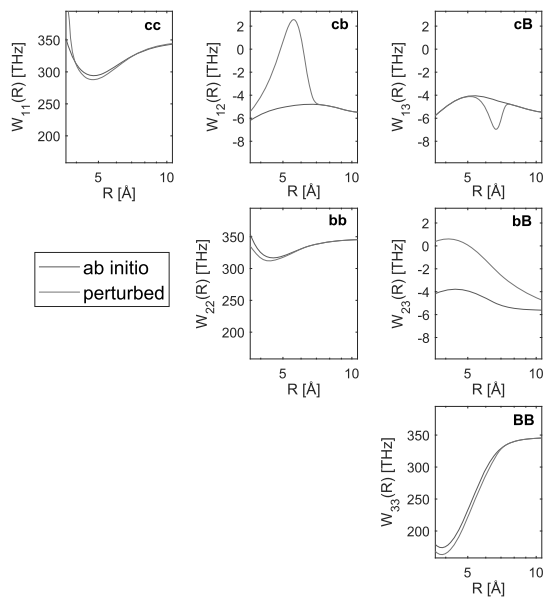 cc
350
300
250
200
W11(R) [THz]
5
10
R [Å]
cb
2
0
-2
-4
-6
-8
W12(R) [THz]
5
10
R [Å]
cB
2
0
-2
-4
-6
-8
W13(R) [THz]
5
10
R [Å]
ab initio
perturbed
bb
350
300
250
200
W22(R) [THz]
5
10
R [Å]
bB
2
0
-2
-4
-6
-8
W23(R) [THz]
5
10
R [Å]
BB
350
300
250
200
W33(R) [THz]
5
10
R [Å]